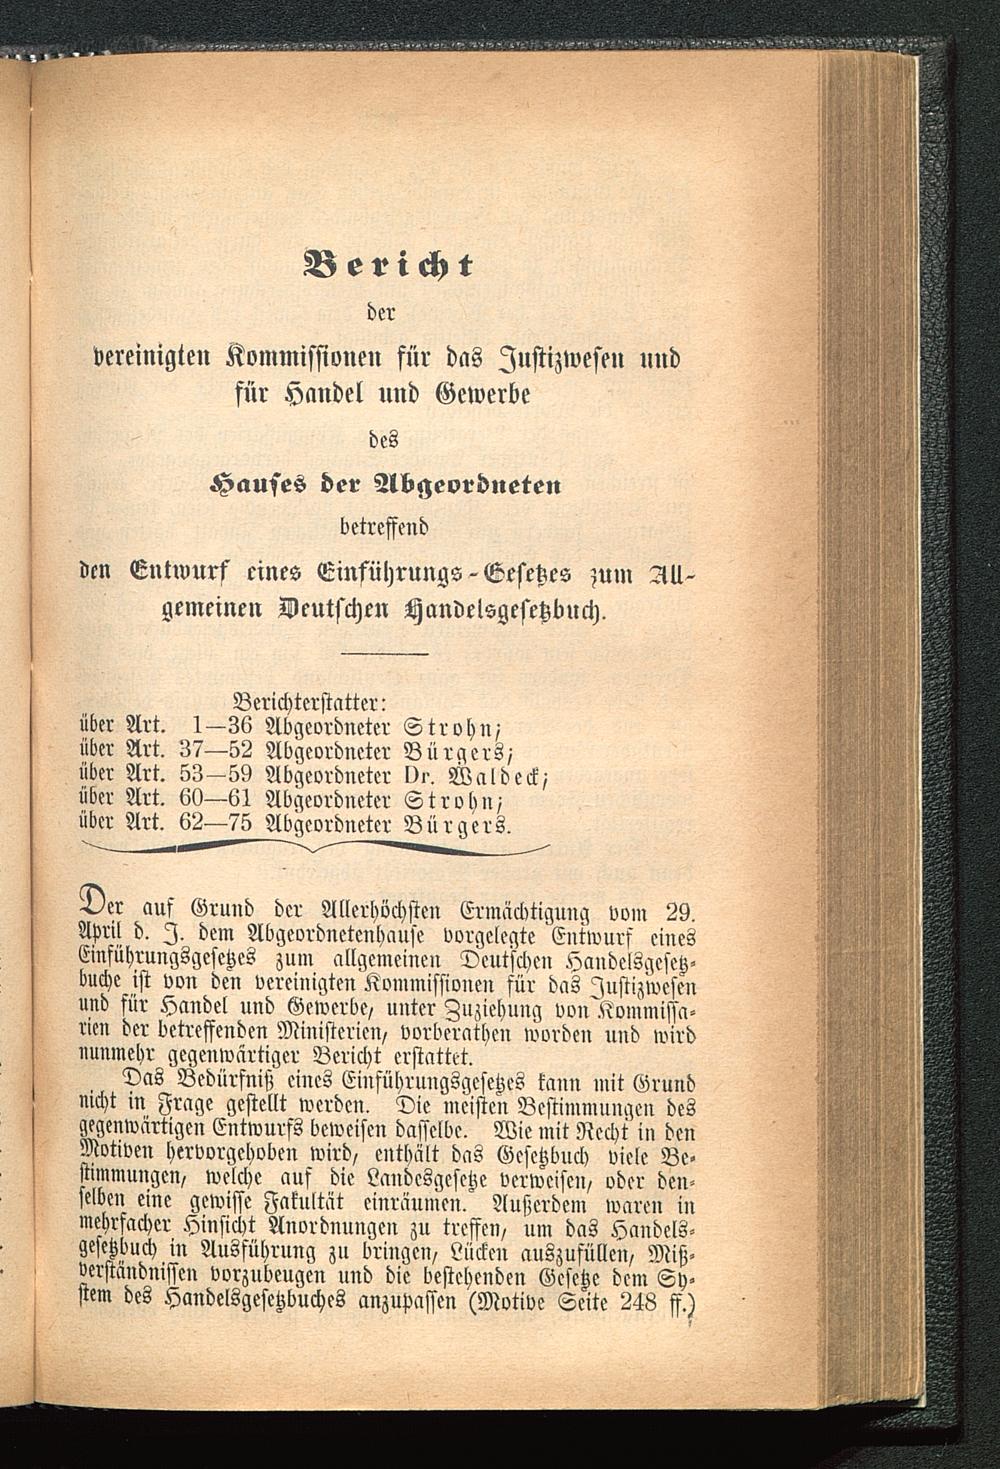 Bericht
der
vereinigten Kommissionen für das Justizwesen und
für Handel und Gewerbe
des
Hauses der Abgeordneten
betreffend
den Entwurf eines Einführungs-Gesetzes zum All-
gemeinen Deutschen Handelsgesetzbuch.
Berichterstatter:
über Art. 1—36 Abgeordneter Strohn;
über Art. 37—52 Abgeordneter Bürgers;
über Art. 53—59 Abgeordneter Dr. Waldeck;
über Art. 60—61 Abgeordneter Strohn;
über Art. 62—75 Abgeordneter Bürgers.
Der auf Grund der Allerhöchsten Ermächtigung vom 29.
April d. J. dem Abgeordnetenhause vorgelegte Entwurf eines
Einführungsgesetzes zum allgemeinen Deutschen Handelsgesetz-
buche ist von den vereinigten Kommissionen für das Justizwesen
und für Handel und Gewerbe, unter Zuziehung von Kommissa-
rien der betreffenden Ministerien, vorberathen worden und wird
nunmehr gegenwärtiger Bericht erstattet.
Das Bedürfniß eines Einführungsgesetzes kann mit Grund
nicht in Frage gestellt werden. Die meisten Bestimmungen des
gegenwärtigen Entwurfs beweisen dasselbe. Wie mit Recht in den
Motiven hervorgehoben wird, enthält das Gesetzbuch viele Be-
stimmungen, welche auf die Landesgesetze verweisen, oder den-
selben eine gewisse Fakultät einräumen. Außerdem waren in
mehrfacher Hinsicht Anordnungen zu treffen, um das Handels-
gesetzbuch in Ausführung zu bringen, Lücken auszufüllen, Miß-
verständnissen vorzubeugen und die bestehenden Gesetze dem Sy-
stem des Handelsgesetzbuches anzupassen (Motive Seite 248 ff.)